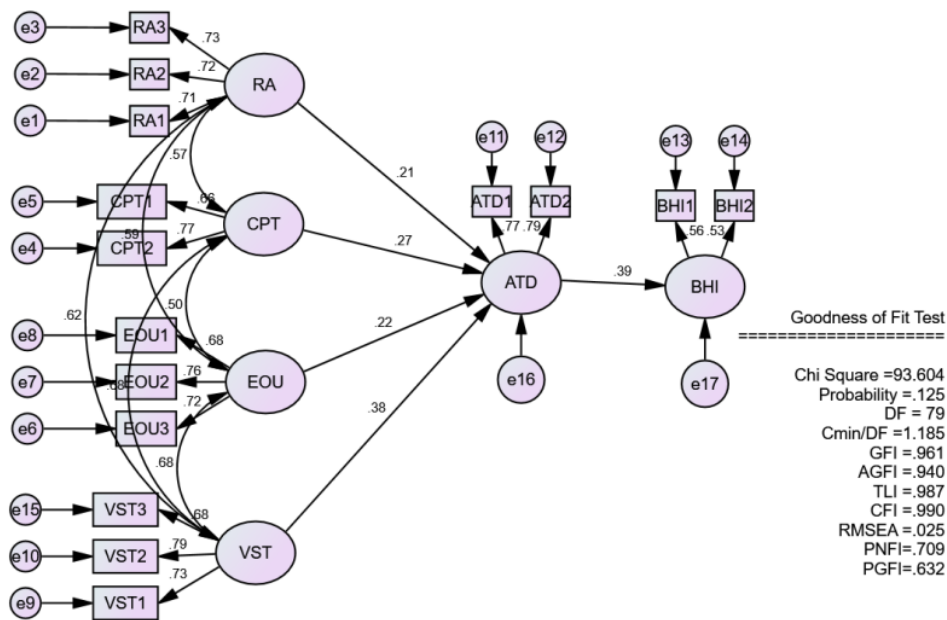 e3
RA3
.73
e2
RA2
.72
RA
e1
RA1
.71
.57
.21
e11
e12
e13
e14
e5
CPT1
CPT
ATD1
ATD2
BHI1
BHI2
.77
e4
CPT2
.59
.27
.77
.79
.56
.53
ATD
.39
BHI
.62
.50
e8
EOU1
.68
.22
e7
EOU2
.76
EOU
e16
e17
e6
EOU3
.72
.38
.68
e15
VST3
.68
e10
VST2
.79
VST
e9
VST1
.73
Goodness of Fit Test
======================
Chi Square =93.604
Probability =.125
DF = 79
Cmin/DF =1.185
GFI =.961
AGFI =.940
TLI =.987
CFI =.990
RMSEA =.025
PNFI=.709
PGFI=.632